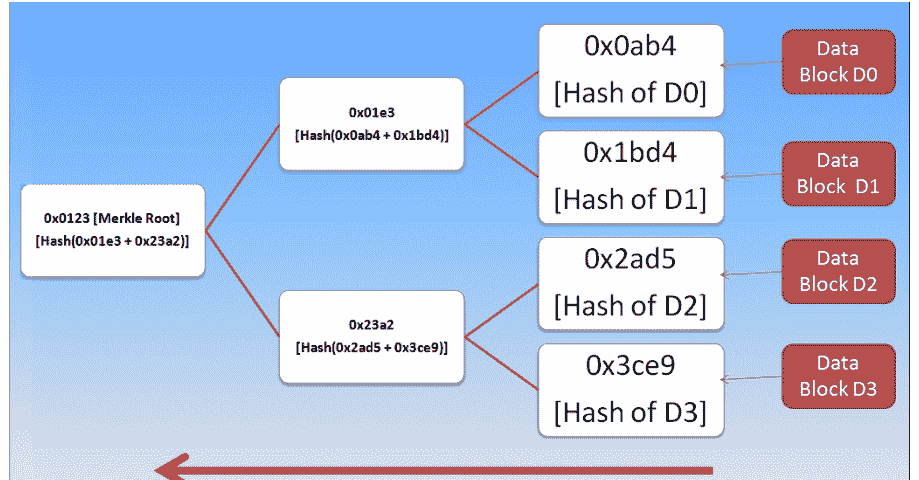 0x0123 [Merkle Root]
[Hash(0x01e3 + 0x23a2)]
0x01e3
[Hash(0x0ab4 + 0x1bd4)]
0x23a2
[Hash(0x2ad5 + 0x3ce9)]
0x0ab4
[Hash of D0]
0x1bd4
[Hash of D1]
0x2ad5
[Hash of D2]
0x3ce9
[Hash of D3]
Data
Block D0
Data
Block D1
Data
Block D2
Data
Block D3